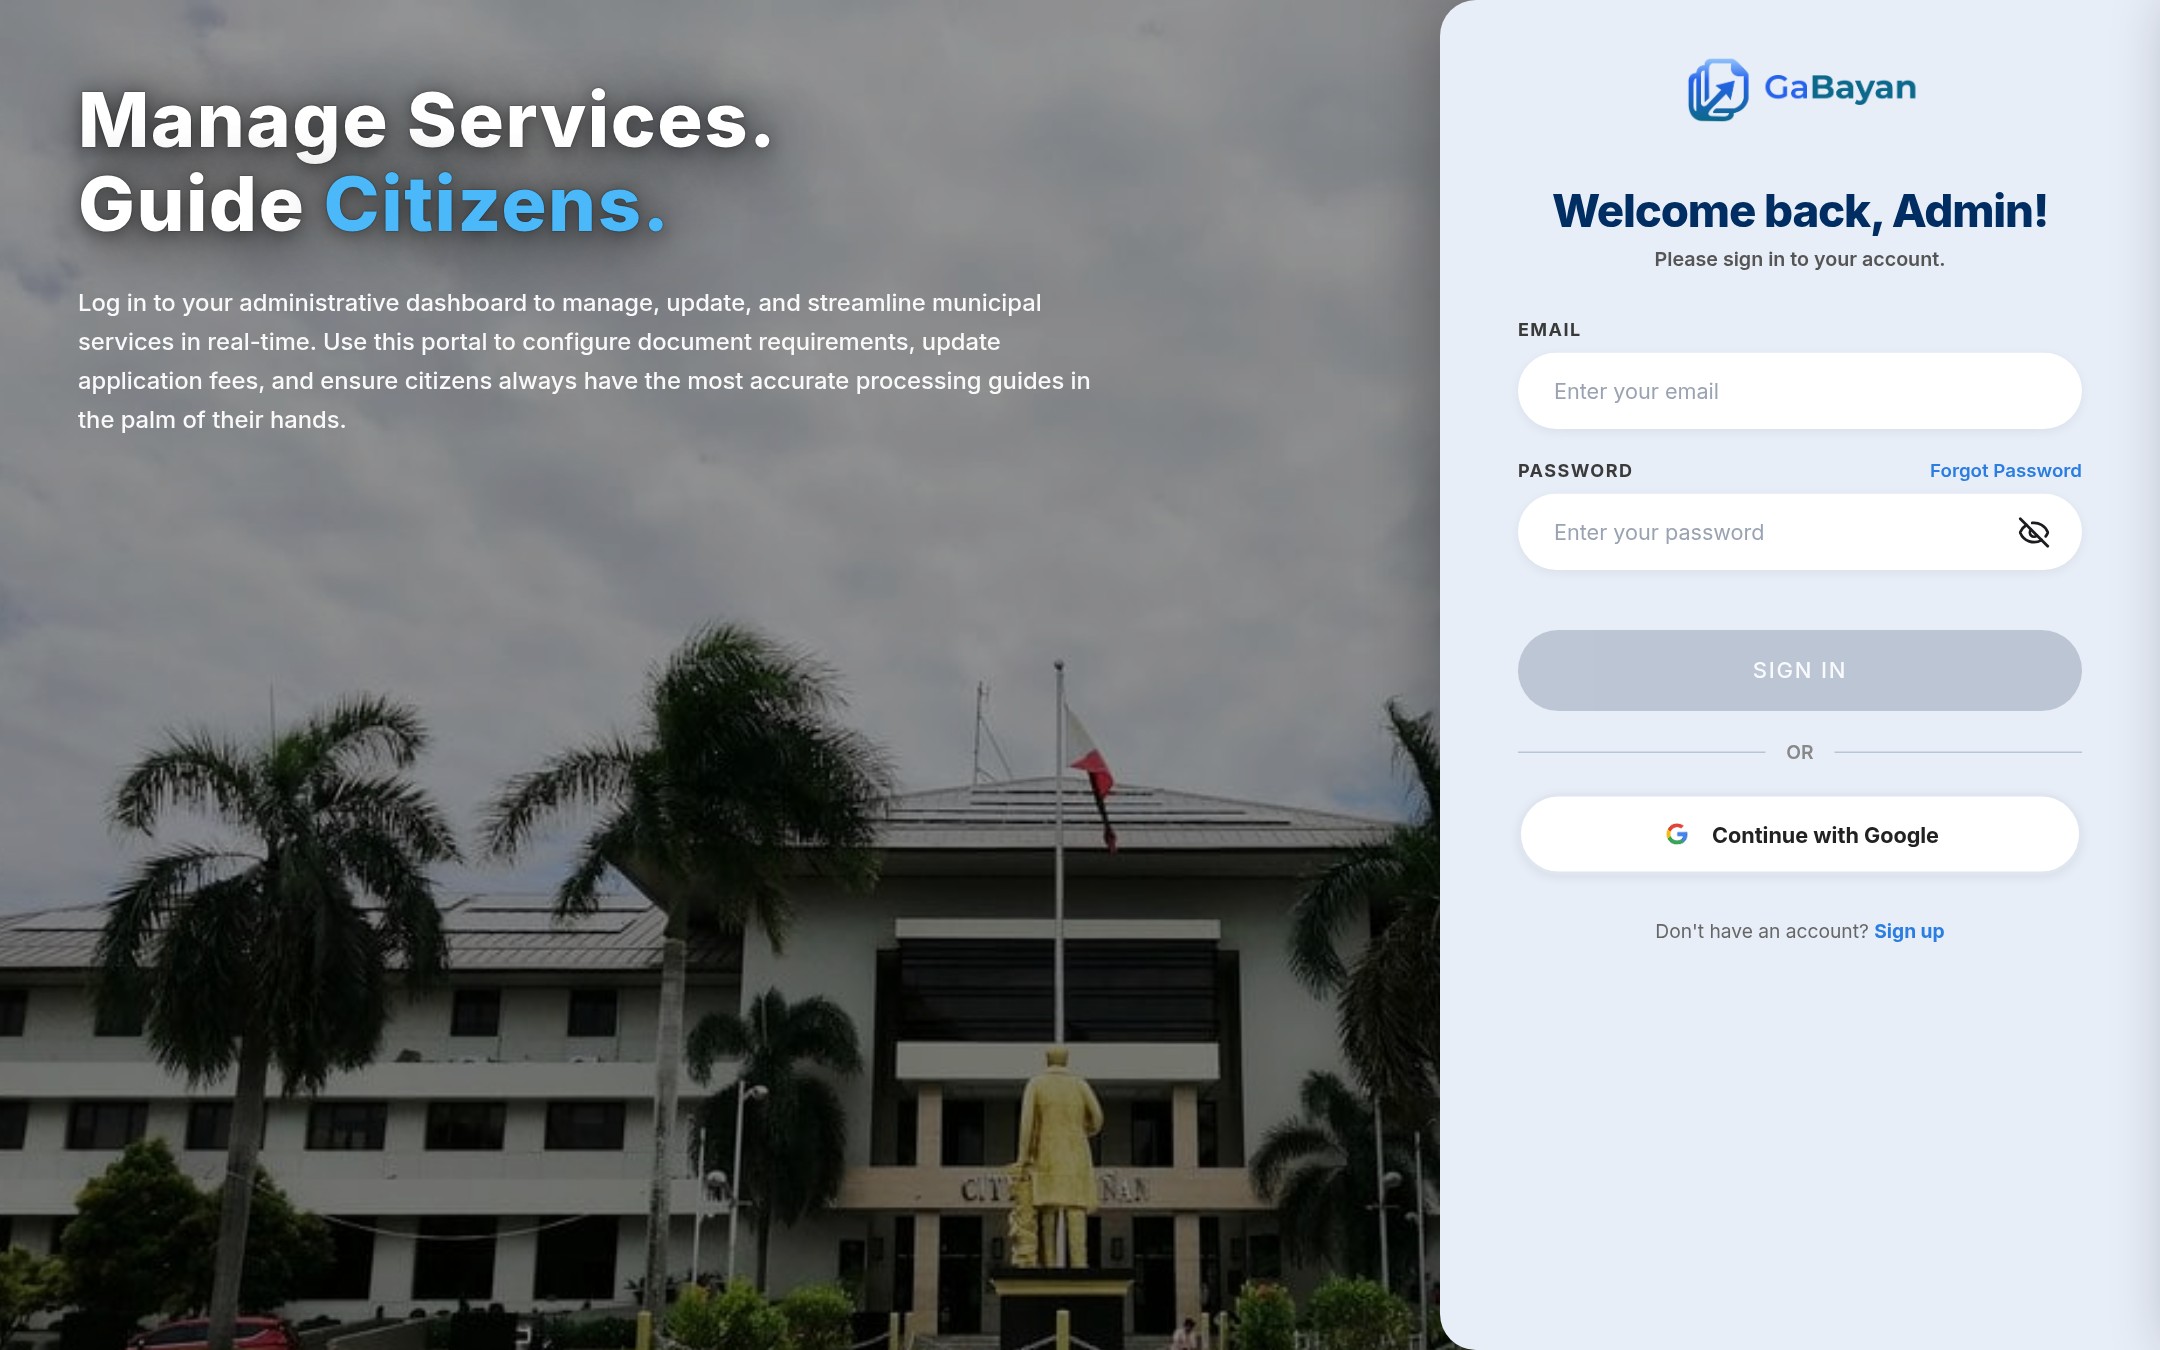 Manage Services.
Guide Citizens.
Log in to your administrative dashboard to manage, update, and streamline municipal
services in real-time. Use this portal to configure document requirements, update
application fees, and ensure citizens always have the most accurate processing guides in
the palm of their hands.
GaBayan
Welcome back, Admin!
Please sign in to your account.
EMAIL
Enter your email
PASSWORD Forgot Password
Enter your password
SIGN IN
OR
Continue with Google
Don't have an account? Sign up